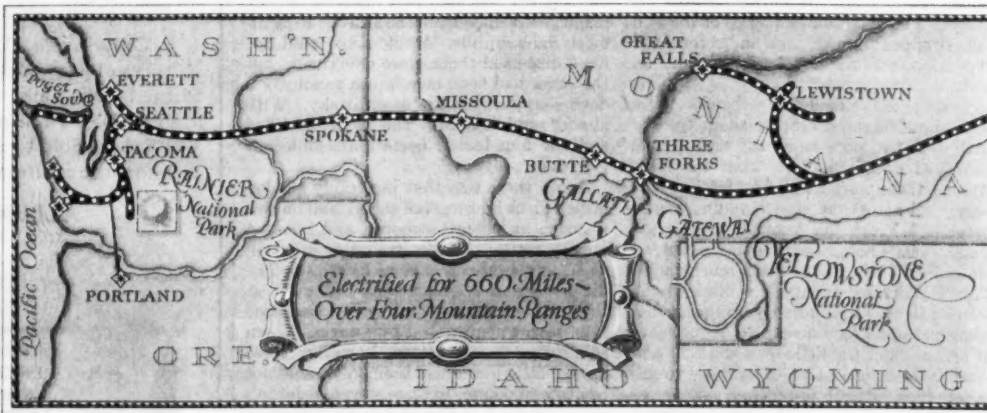 WASH'N.
EVERETT
Puget
Sound
SEATTLE
TACOMA
RAINIER
National
Park
PORTLAND
Pacific Ocean
ORE.
SPOKANE
MISSOULA
BUTTE
GREAT
FALLS
LEWISTOWN
MONTANA
THREE
FORKS
GALLATIN
GATEWAY
YELLOWSTONE
National
Park
Electrified for 660 Miles~
Over Four Mountain Ranges
IDAHO
WYOMING